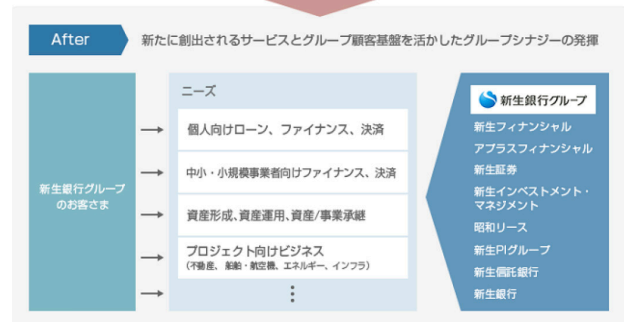 After
新たに創出されるサービスとグループ顧客基盤を活かしたグループシナジーの発揮
新生銀行グループ
のお客さま
ニーズ
個人向けローン、ファイナンス、決済
中小・小規模事業者向けファイナンス、決済
資産形成、資産運用、資産/事業承継
プロジェクト向けビジネス
(不動産、船舶・航空機、エネルギー、インフラ)
新生銀行グループ
新生フィナンシャル
アプラスフィナンシャル
新生証券
新生インベストメント・
マネジメント
昭和リース
新生PIグループ
新生信託銀行
新生銀行